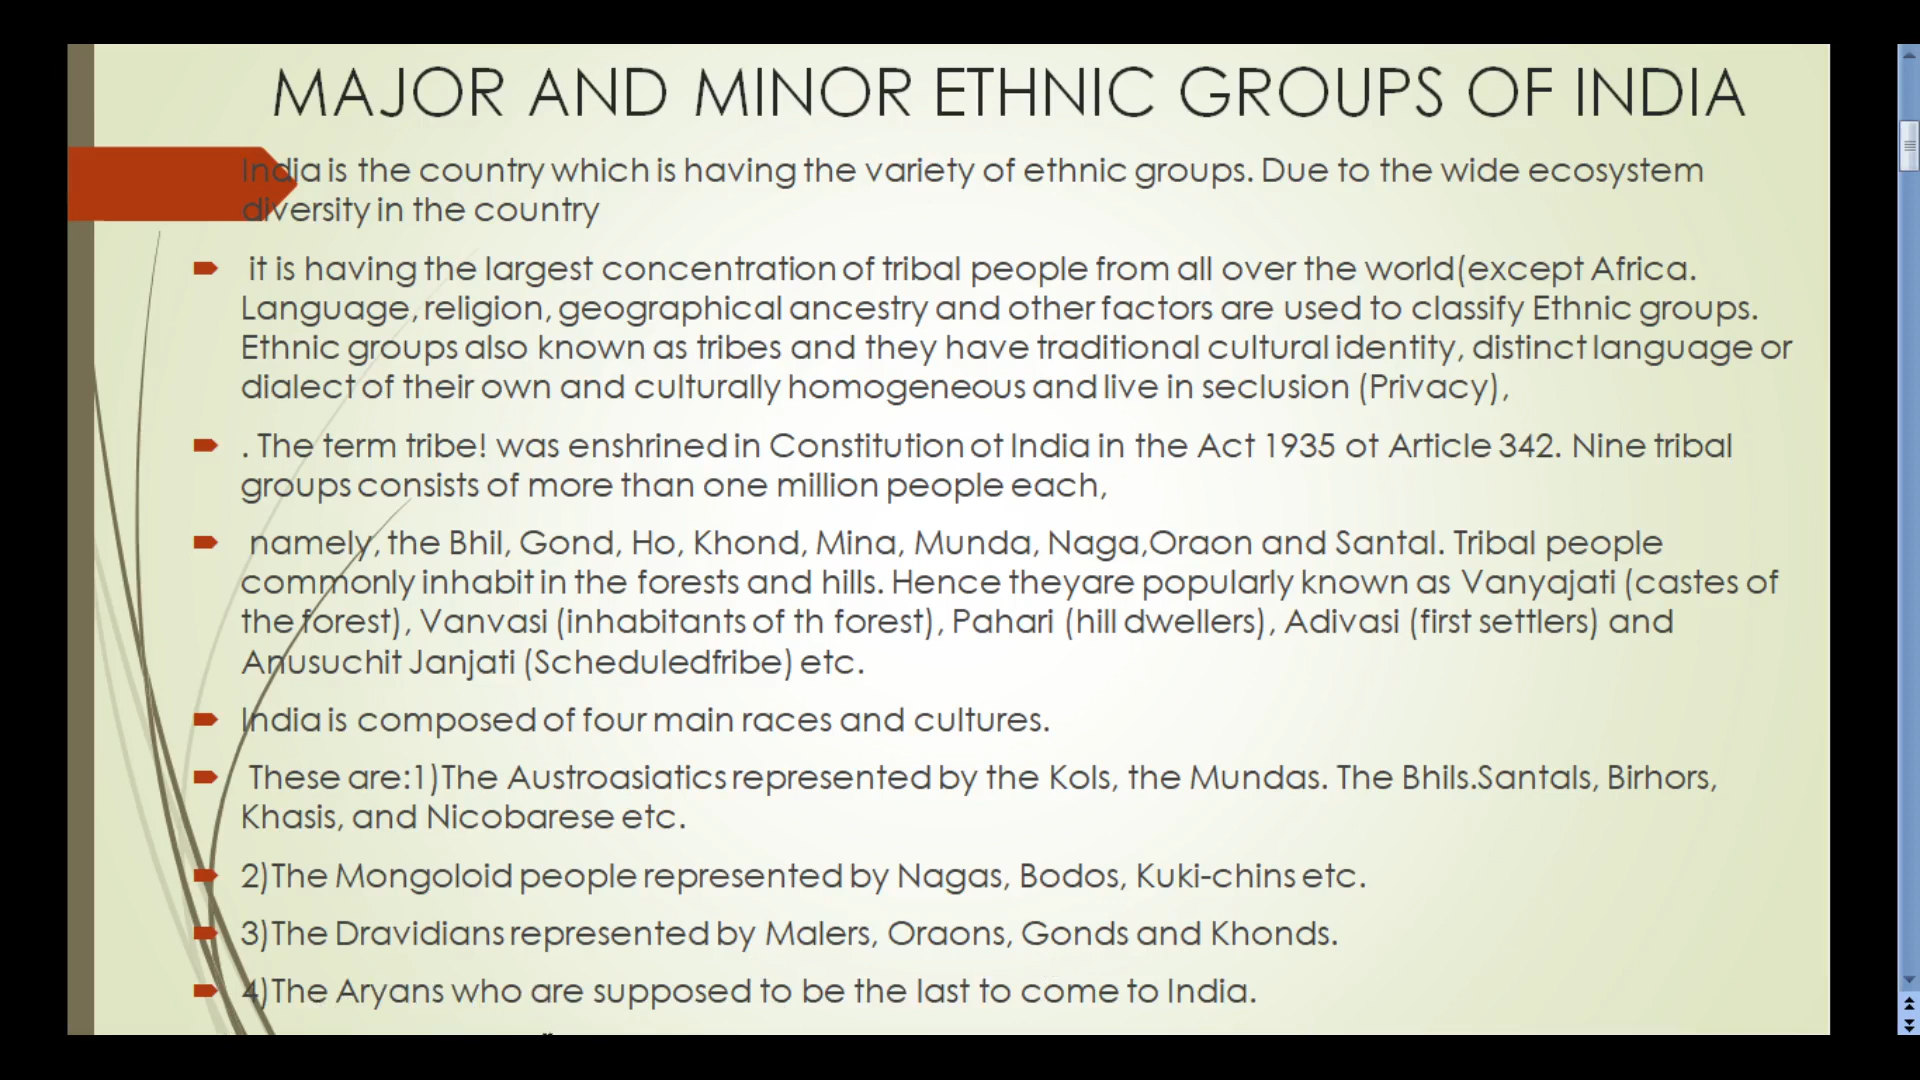 MAJOR AND MINOR ETHNIC GROUPS OF INDIA
India is the country which is having the variety of ethnic groups. Due to the wide ecosystem
diversity in the country
it is having the largest concentration of tribal people from all over the world(except Africa.
Language, religion, geographical ancestry and other factors are used to classify Ethnic groups.
Ethnic groups also known as tribes and they have traditional cultural identity, distinct language or
dialect of their own and culturally homogeneous and live in seclusion (Privacy),
. The term tribe! was enshrined in Constitution ot India in the Act 1935 ot Article 342. Nine tribal
groups consists of more than one million people each,
namely, the Bhil, Gond, Ho, Khond, Mina, Munda, Naga,Oraon and Santal. Tribal people
commonly inhabit in the forests and hills. Hence theyare popularly known as Vanyajati (castes of
the forest), Vanvasi (inhabitants of th forest), Pahari (hill dwellers), Adivasi (first settlers) and
Anusuchit Janjati (Scheduledfribe) etc.
India is composed of four main races and cultures.
These are:1)The Austroasiatics represented by the Kols, the Mundas. The Bhils.Santals, Birhors,
Khasis, and Nicobarese etc.
2)The Mongoloid people represented by Nagas, Bodos, Kuki-chins etc.
3)The Dravidians represented by Malers, Oraons, Gonds and Khonds.
4)The Aryans who are supposed to be the last to come to India.